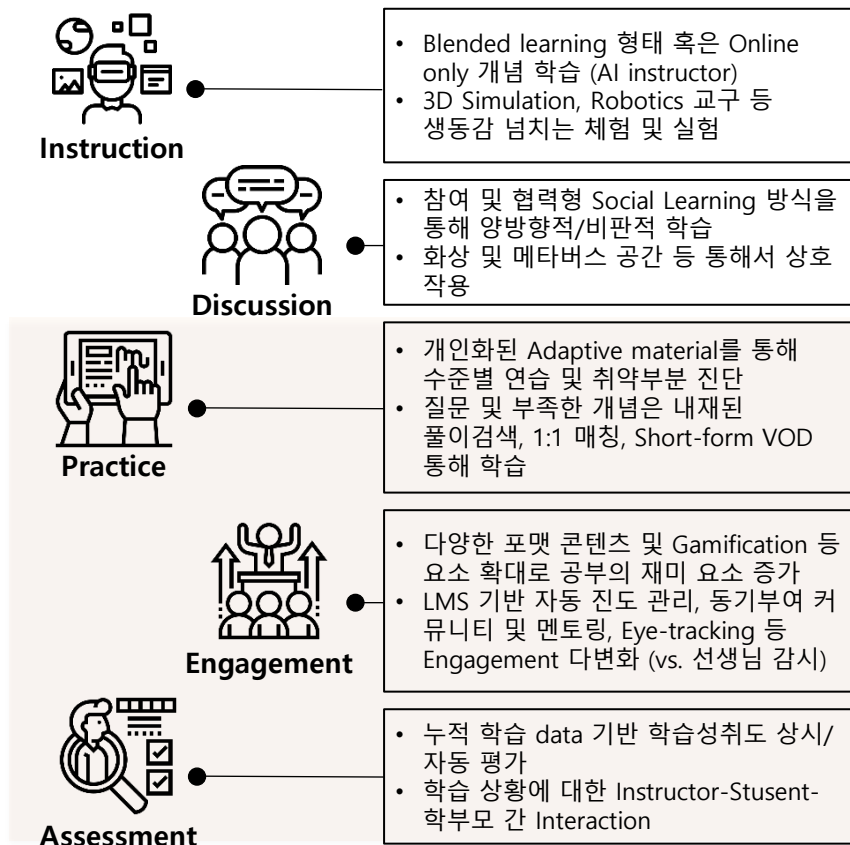 Instruction
• Blended learning 형태 혹은 Online
only 개념 학습 (AI instructor)
• 3D Simulation, Robotics 교구 등
생동감 넘치는 체험 및 실험
Discussion
• 참여 및 협력형 Social Learning 방식을
통해 양방향적/비판적 학습
• 화상 및 메타버스 공간 등 통해서 상호
작용
Practice
• 개인화된 Adaptive material를 통해
수준별 연습 및 취약부분 진단
• 질문 및 부족한 개념은 내재된
풀이검색, 1:1 매칭, Short-form VOD
통해 학습
Engagement
• 다양한 포맷 콘텐츠 및 Gamification 등
요소 확대로 공부의 재미 요소 증가
• LMS 기반 자동 진도 관리, 동기부여 커
뮤니티 및 멘토링, Eye-tracking 등
Engagement 다변화 (vs. 선생님 감시)
Assessment
• 누적 학습 data 기반 학습성취도 상시/
자동 평가
• 학습 상황에 대한 Instructor-Stusent-
학부모 간 Interaction